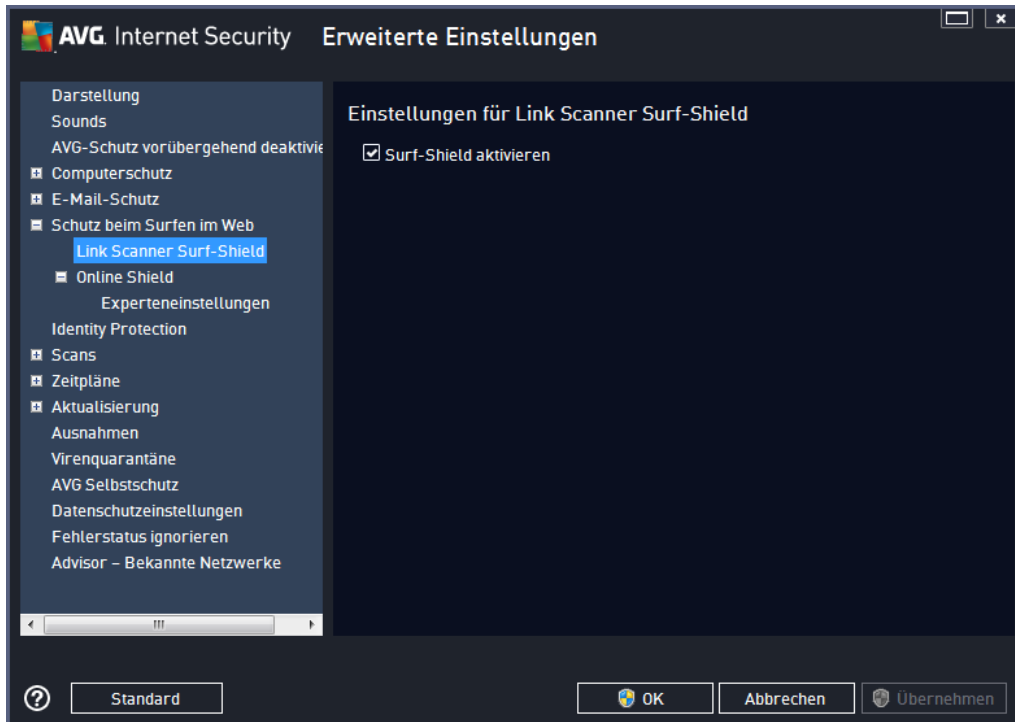 AVG. Internet Security Erweiterte Einstellungen
Darstellung
Sounds
AVG-Schutz vorübergehend deaktivie
Computerschutz
E-Mail-Schutz
Schutz beim Surfen im Web
Link Scanner Surf-Shield
Online Shield
Experteneinstellungen
Identity Protection
Scans
Zeitpläne
Aktualisierung
Ausnahmen
Virenquarantäne
AVG Selbstschutz
Datenschutzeinstellungen
Fehlerstatus ignorieren
Advisor – Bekannte Netzwerke
Einstellungen für Link Scanner Surf-Shield
Surf-Shield aktivieren
? Standard OK Abbrechen Übernehmen